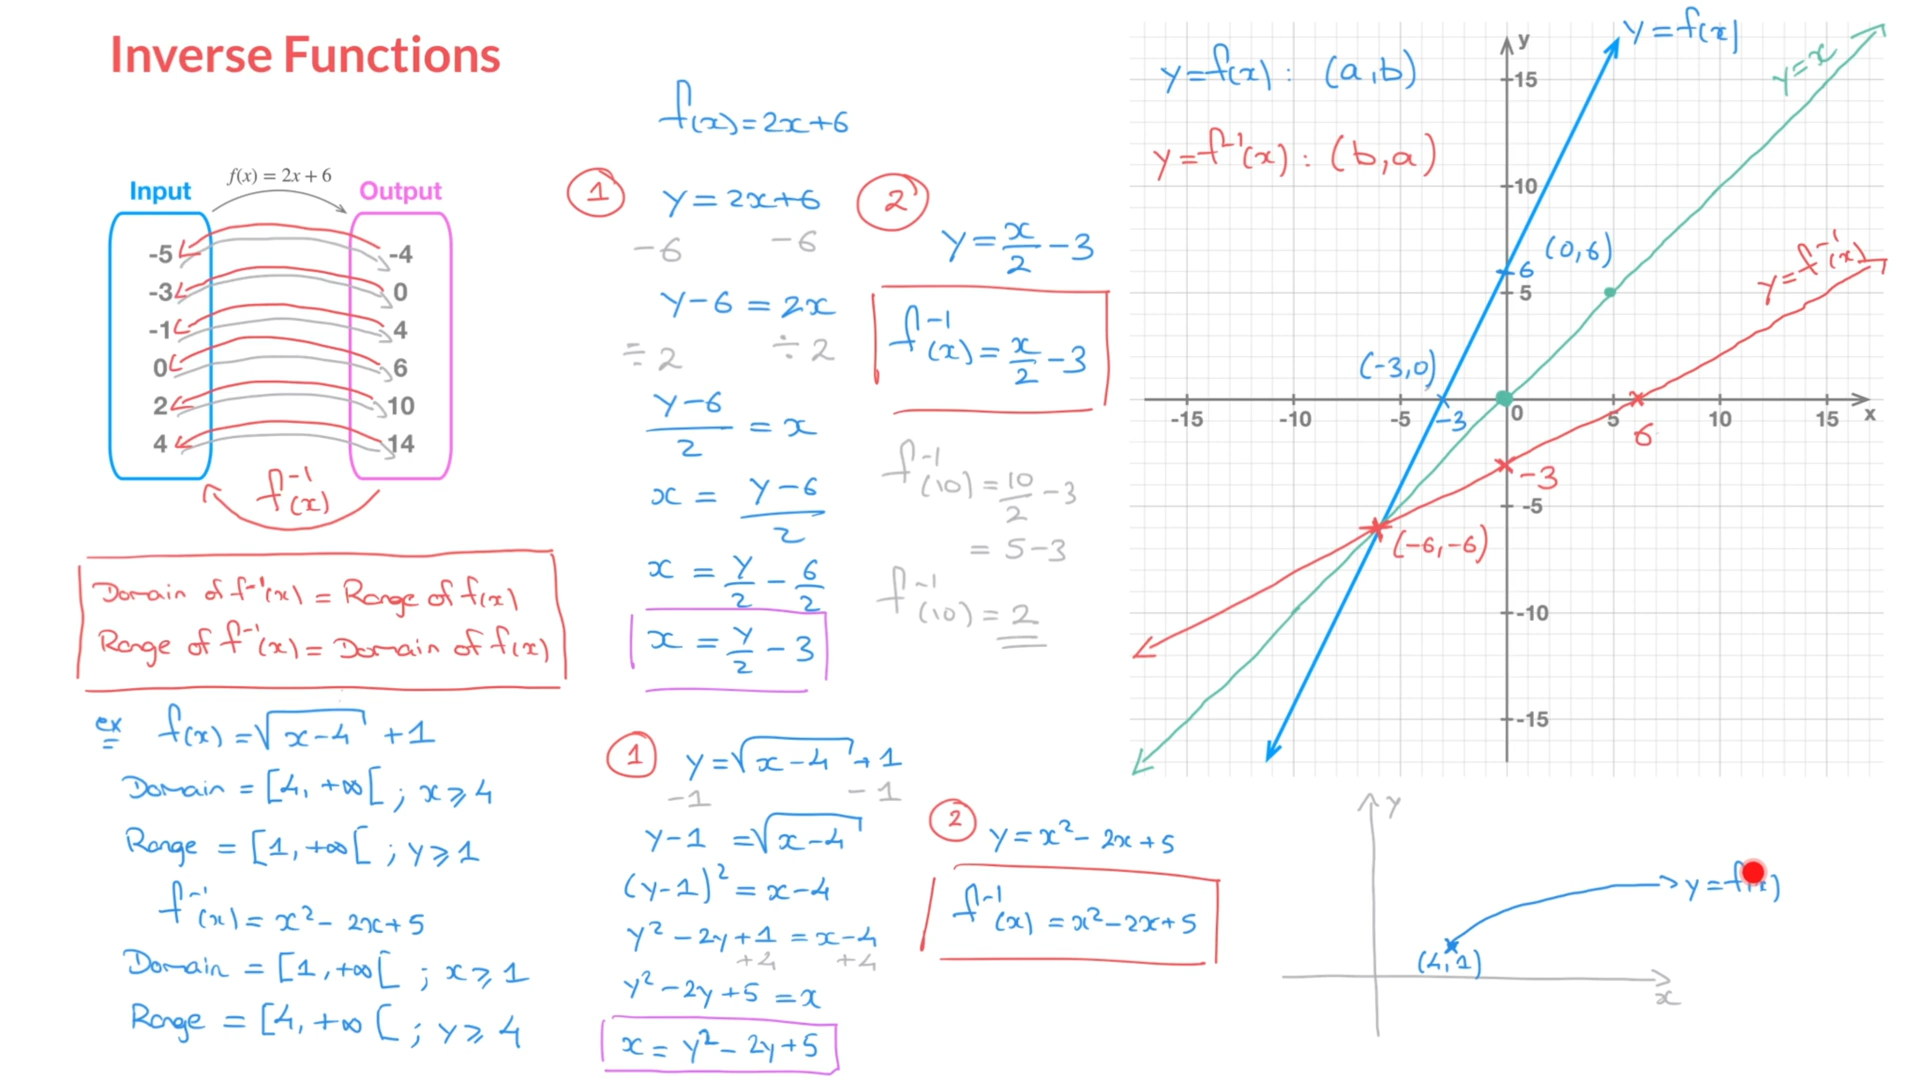 Inverse Functions
f(x) = 2x + 6
Input
Output
-5
-4
-3
0
-1
4
0
6
2
10
4
14
f⁻¹(x)
Domain of f⁻¹(x) = Range of f(x)
Range of f⁻¹(x) = Domain of f(x)
ex f(x) = √(x-4) + 1
Domain = [4, +∞[ ; x ⩾ 4
Range = [1, +∞[ ; y ⩾ 1
f⁻¹(x) = x² - 2x + 5
Domain = [1, +∞[ ; x ⩾ 1
Range = [4, +∞[ ; y ⩾ 4
f(x) = 2x+6
1
y = 2x+6
-6 -6
y-6 = 2x
÷2 ÷2
y-6/2 = x
x = y-6/2
x = y/2 - 6/2
x = y/2 - 3
2
y = x/2 - 3
f⁻¹(x) = x/2 - 3
f⁻¹(10) = 10/2 - 3
= 5-3
f⁻¹(10) = 2
1
y = √(x-4) + 1
-1 -1
y-1 = √(x-4)
(y-1)² = x-4
y² - 2y + 1 = x-4
+4 +4
y² - 2y + 5 = x
x = y² - 2y + 5
2
y = x² - 2x + 5
f⁻¹(x) = x² - 2x + 5
y = f(x) : (a,b)
y = f⁻¹(x) : (b,a)
y = f(x)
y = x
y = f⁻¹(x)
y
15
10
6
(0,6)
5
(-3,0)
-15
-10
-5
-3
0
5
6
10
15
x
-3
-5
(-6,-6)
-10
-15
y
y =
(4,1)
x